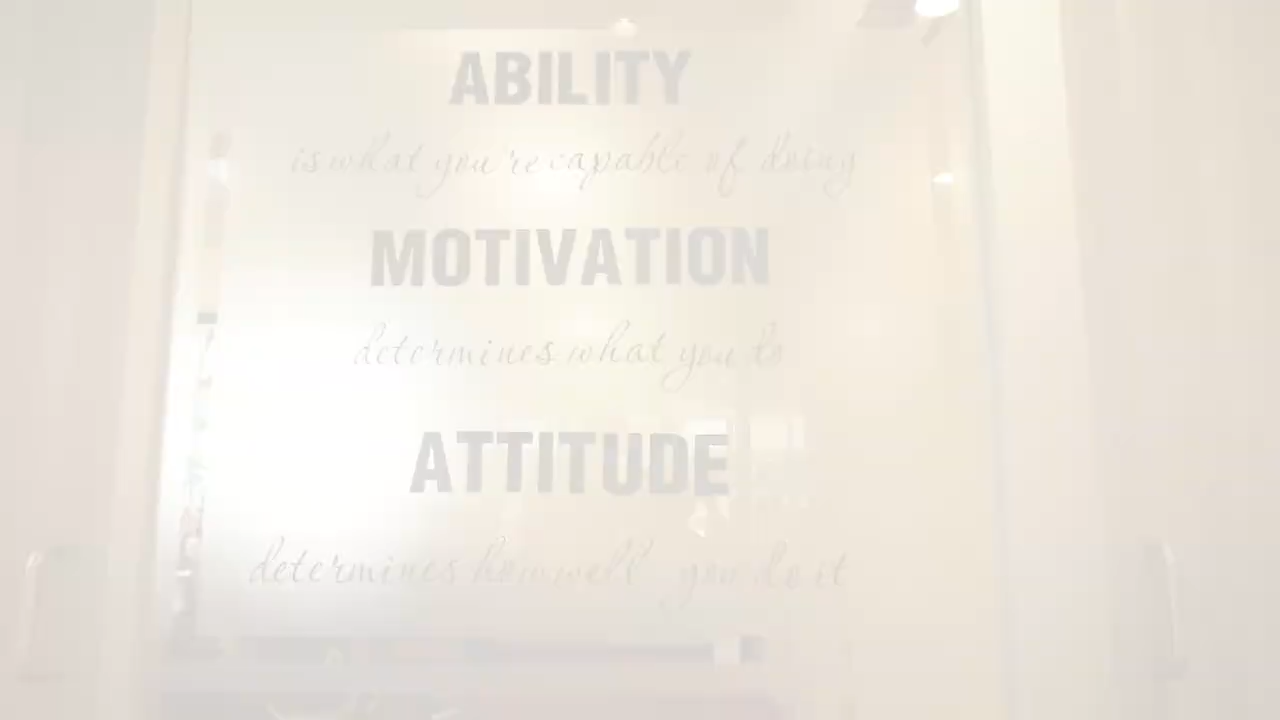 ABILITY
is what you're capable of doing
MOTIVATION
determines what you do
ATTITUDE
determines how well you do it